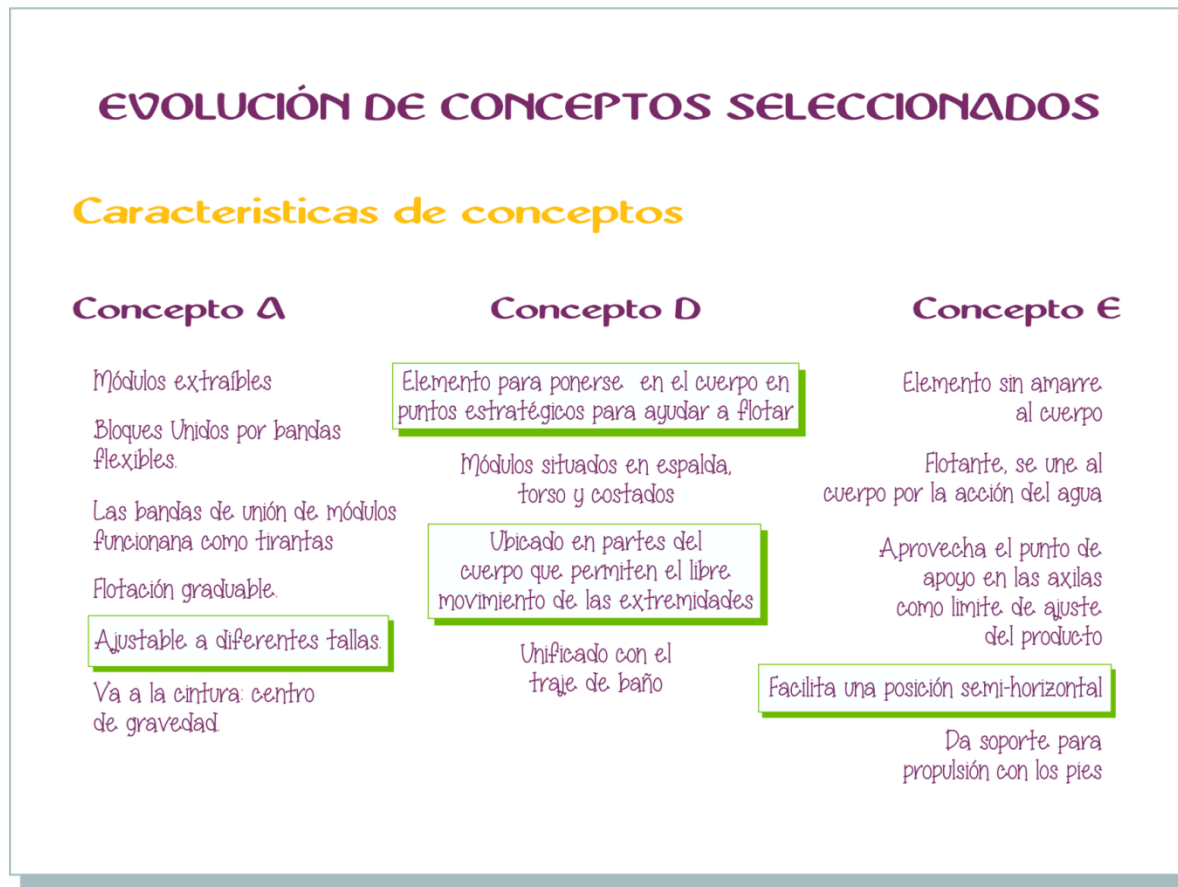 EVOLUCIÓN DE CONCEPTOS SELECCIONADOS
Caracteristicas de conceptos
Concepto A
Módulos extraíbles
Bloques Unidos por bandas
flexibles.
Las bandas de unión de módulos
funcionana como tirantas
Flotación graduable.
Ajustable a diferentes tallas.
Va a la cintura: centro
de gravedad.
Concepto D
Elemento para ponerse en el cuerpo en
puntos estratégicos para ayudar a flotar
Módulos situados en espalda,
torso y costados
Ubicado en partes del
cuerpo que permiten el libre
movimiento de las extremidades
Unificado con el
traje de baño
Concepto E
Elemento sin amarre
al cuerpo
Flotante, se une al
cuerpo por la acción del agua
Aprovecha el punto de
apoyo en las axilas
como limite de ajuste
del producto
Facilita una posición semi-horizontal
Da soporte para
propulsión con los pies